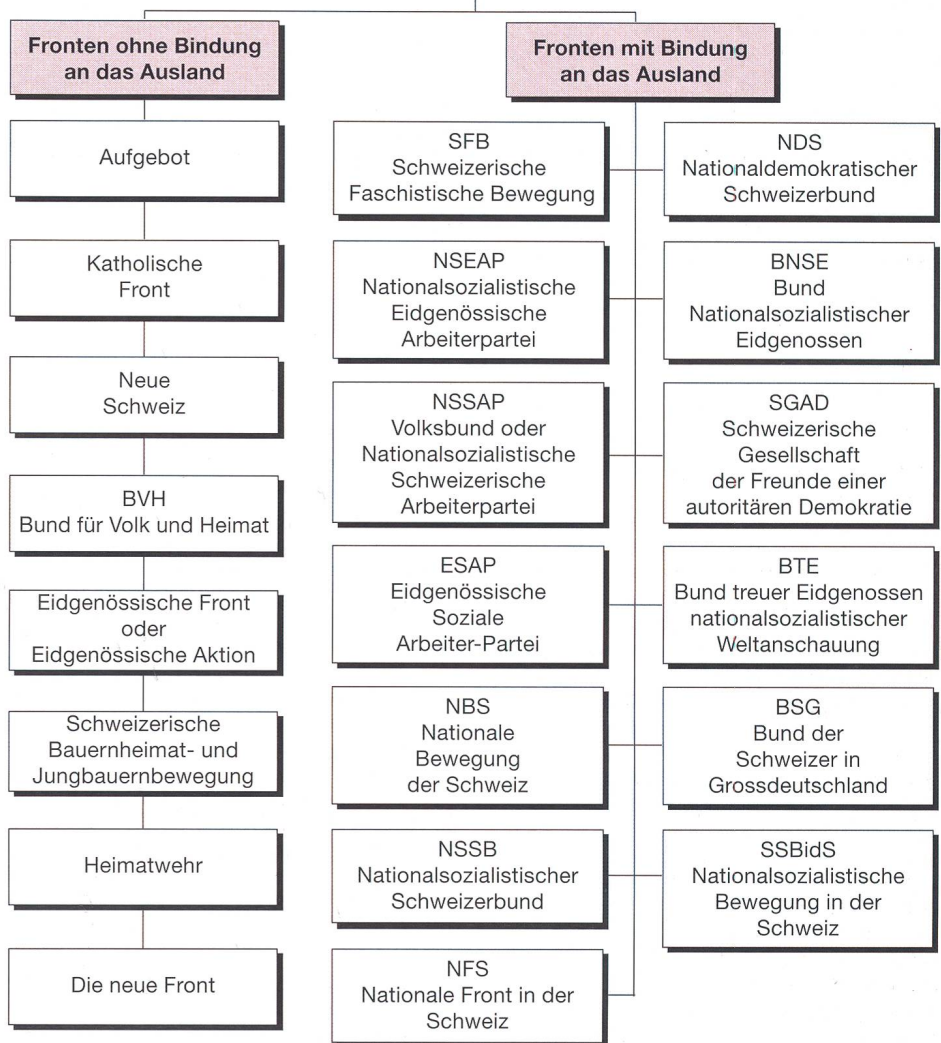 Fronten ohne Bindung
an das Ausland
Aufgebot
Katholische
Front
Neue
Schweiz
BVH
Bund für Volk und Heimat
Eidgenössische Front
oder
Eidgenössische Aktion
Schweizerische
Bauernheimat- und
Jungbauernbewegung
Heimatwehr
Die neue Front
Fronten mit Bindung
an das Ausland
SFB
Schweizerische
Faschistische Bewegung
NDS
Nationaldemokratischer
Schweizerbund
NSEAP
Nationalsozialistische
Eidgenössische
Arbeiterpartei
BNSE
Bund
Nationalsozialistischer
Eidgenossen
NSSAP
Volksbund oder
Nationalsozialistische
Schweizerische
Arbeiterpartei
SGAD
Schweizerische
Gesellschaft
der Freunde einer
autoritären Demokratie
ESAP
Eidgenössische
Soziale
Arbeiter-Partei
BTE
Bund treuer Eidgenossen
nationalsozialistischer
Weltanschauung
NBS
Nationale
Bewegung
der Schweiz
BSG
Bund der
Schweizer in
Grossdeutschland
NSSB
Nationalsozialistischer
Schweizerbund
SSBidS
Nationalsozialistische
Bewegung in der
Schweiz
NFS
Nationale Front in der
Schweiz